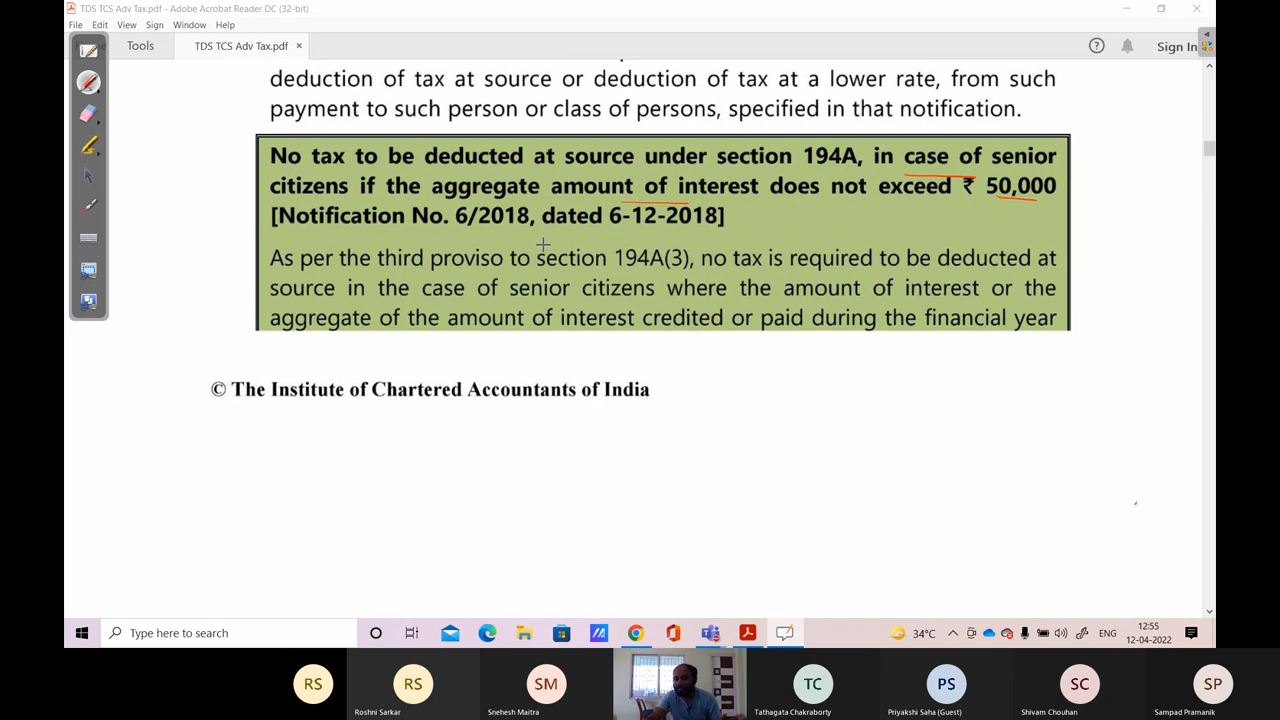 TDS TCS Adv Tax.pdf - Adobe Acrobat Reader DC (32-bit)
File Edit View Sign Window Help
Tools TDS TCS Adv Tax.pdf × Sign In
deduction of tax at source or deduction of tax at a lower rate, from such
payment to such person or class of persons, specified in that notification.
No tax to be deducted at source under section 194A, in case of senior
citizens if the aggregate amount of interest does not exceed ₹ 50,000
[Notification No. 6/2018, dated 6-12-2018]
As per the third proviso to section 194A(3), no tax is required to be deducted at
source in the case of senior citizens where the amount of interest or the
aggregate of the amount of interest credited or paid during the financial year
© The Institute of Chartered Accountants of India
Type here to search
34°C ENG 12:55
12-04-2022
RS RS SM TC PS SC SP
Roshni Sarkar Snehesh Maitra Tathagata Chakraborty Priyakshi Saha (Guest) Shivam Chouhan Sampad Pramanik